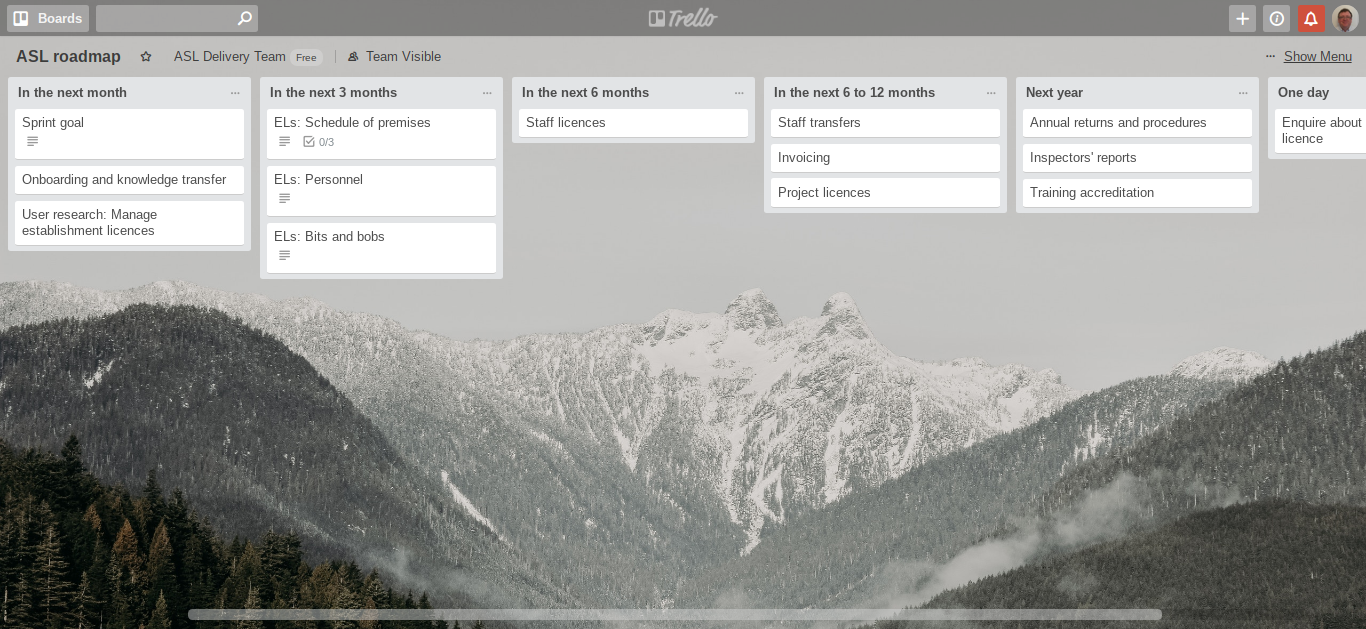 Boards
Trello
ASL roadmap
ASL Delivery Team Free
Team Visible
Show Menu
In the next month
Sprint goal
Onboarding and knowledge transfer
User research: Manage
establishment licences
In the next 3 months
ELs: Schedule of premises
0/3
ELs: Personnel
ELs: Bits and bobs
In the next 6 months
Staff licences
In the next 6 to 12 months
Staff transfers
Invoicing
Project licences
Next year
Annual returns and procedures
Inspectors' reports
Training accreditation
One day
Enquire about
licence